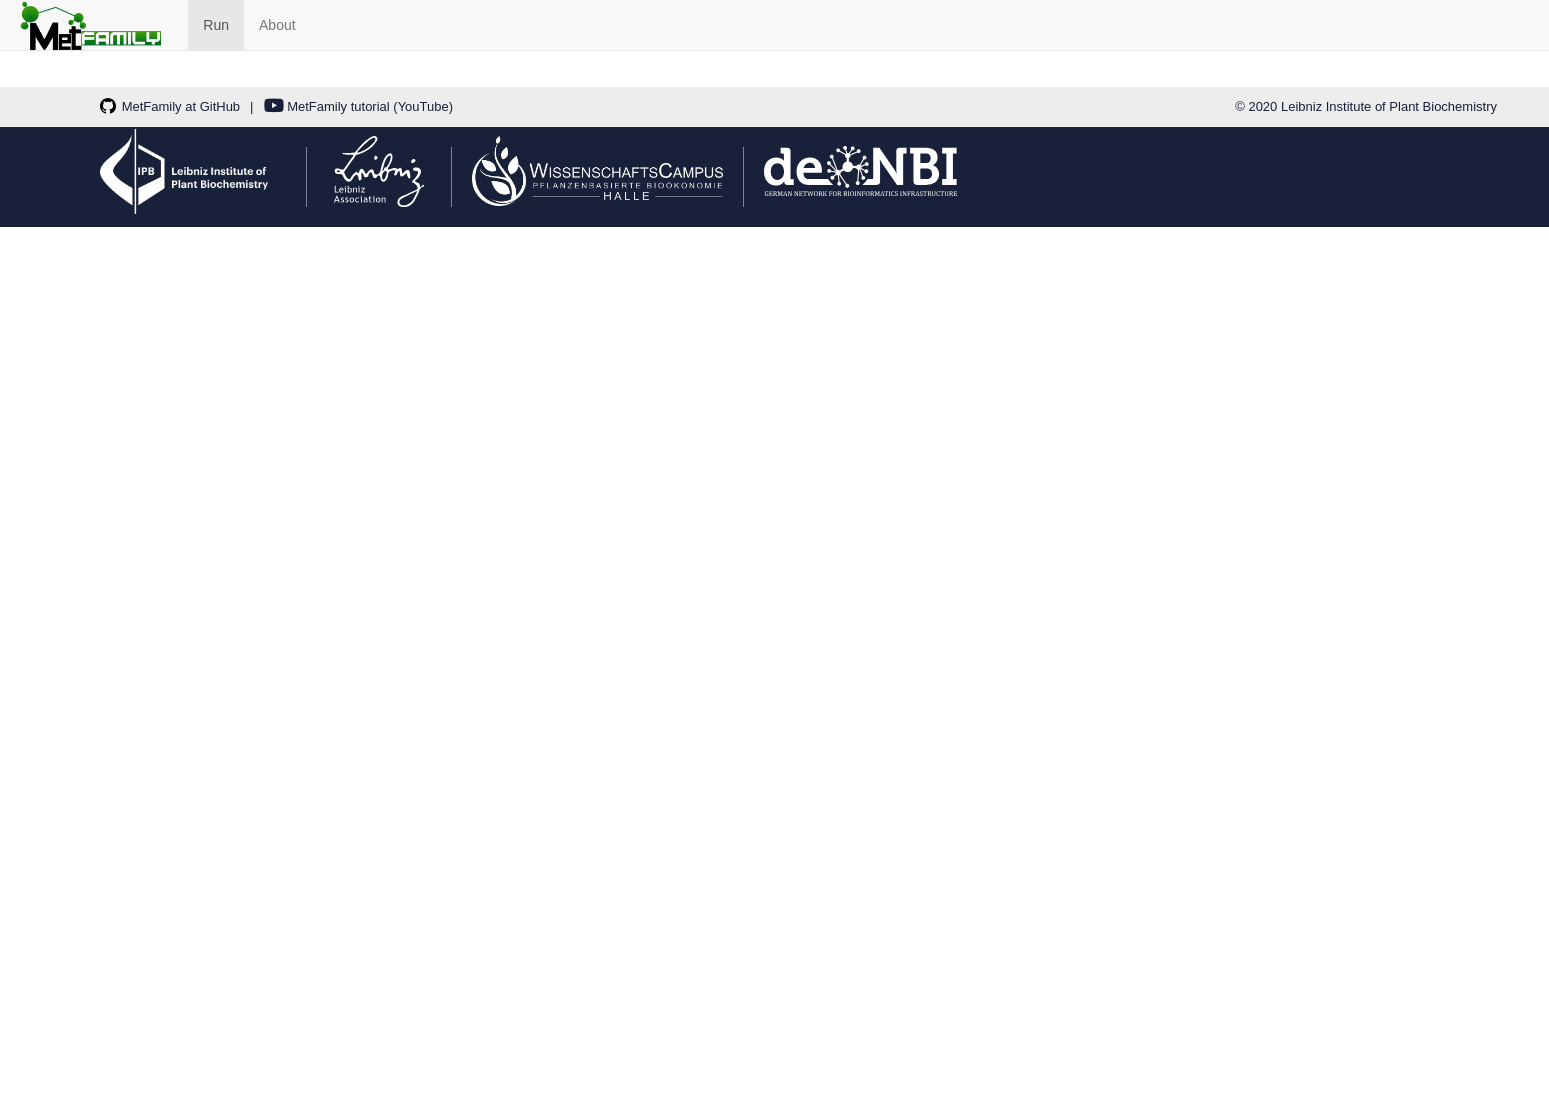 MetFAMILY
Run
About
MetFamily at GitHub | MetFamily tutorial (YouTube)
© 2020 Leibniz Institute of Plant Biochemistry
IPB
Leibniz Institute of
Plant Biochemistry
Leibniz
Leibniz
Association
WISSENSCHAFTSCAMPUS
PFLANZENBASIERTE BIOÖKONOMIE
HALLE
de NBI
GERMAN NETWORK FOR BIOINFORMATICS INFRASTRUCTURE